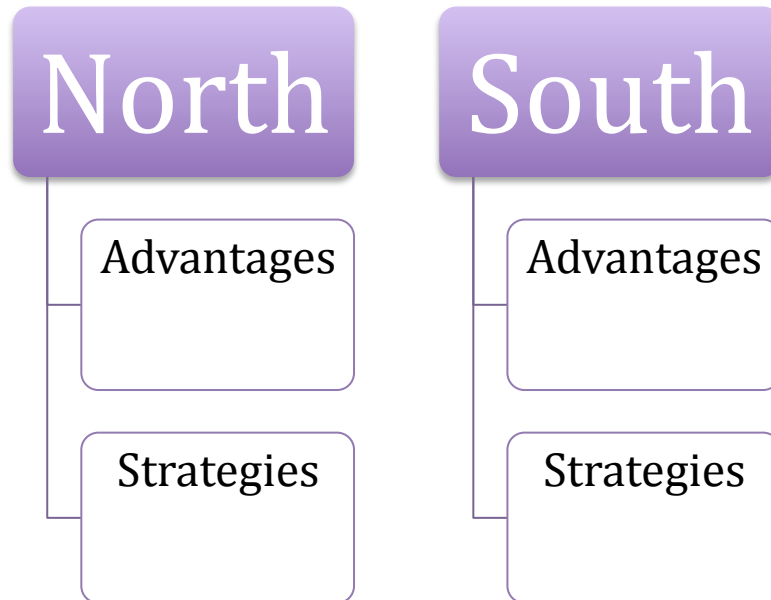 North
Advantages
Strategies
South
Advantages
Strategies